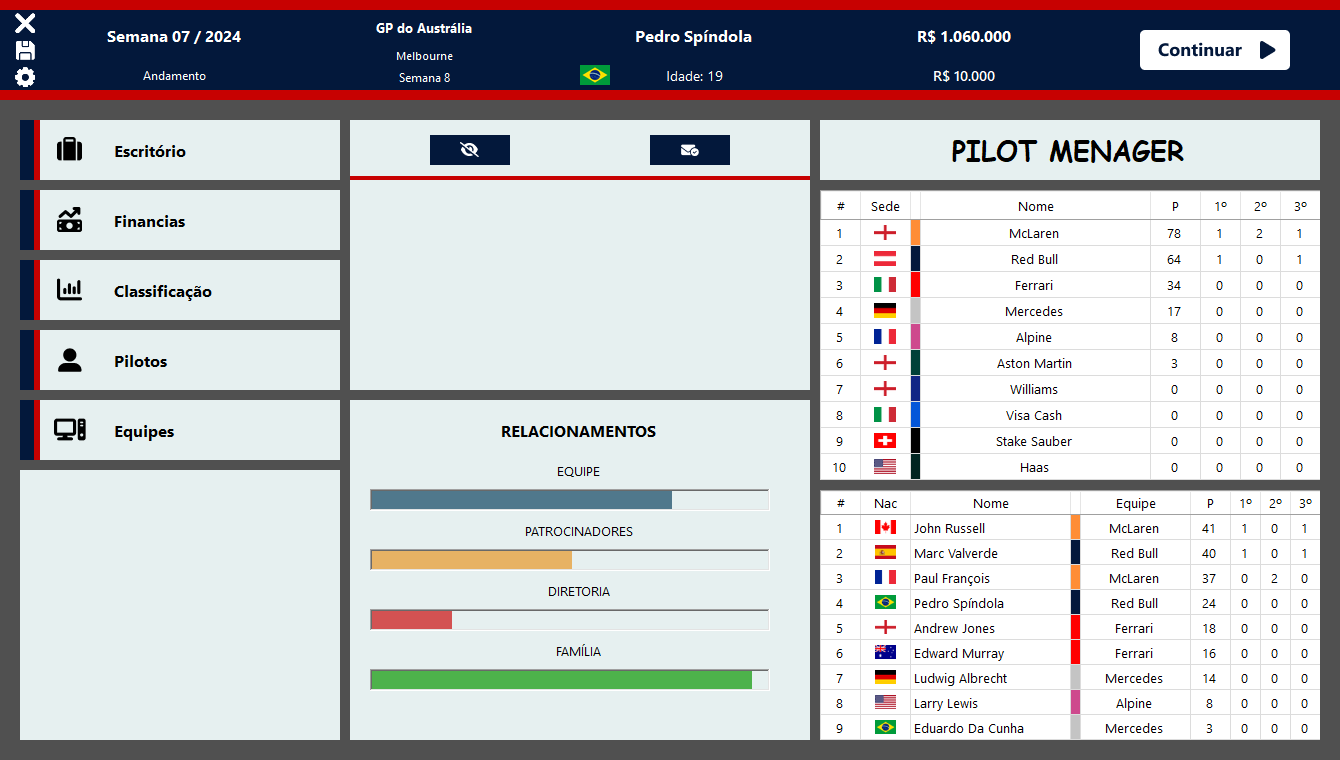 Semana 07 / 2024
Andamento
GP do Austrália
Melbourne
Semana 8
Pedro Spíndola
Idade: 19
R$ 1.060.000
R$ 10.000
Continuar
Escritório
Financias
Classificação
Pilotos
Equipes
RELACIONAMENTOS
EQUIPE
PATROCINADORES
DIRETORIA
FAMÍLIA
PILOT MENAGER
# Sede Nome P 1º 2º 3º
1 McLaren 78 1 2 1
2 Red Bull 64 1 0 1
3 Ferrari 34 0 0 0
4 Mercedes 17 0 0 0
5 Alpine 8 0 0 0
6 Aston Martin 3 0 0 0
7 Williams 0 0 0 0
8 Visa Cash 0 0 0 0
9 Stake Sauber 0 0 0 0
10 Haas 0 0 0 0
# Nac Nome Equipe P 1º 2º 3º
1 John Russell McLaren 41 1 0 1
2 Marc Valverde Red Bull 40 1 0 1
3 Paul François McLaren 37 0 2 0
4 Pedro Spíndola Red Bull 24 0 0 0
5 Andrew Jones Ferrari 18 0 0 0
6 Edward Murray Ferrari 16 0 0 0
7 Ludwig Albrecht Mercedes 14 0 0 0
8 Larry Lewis Alpine 8 0 0 0
9 Eduardo Da Cunha Mercedes 3 0 0 0